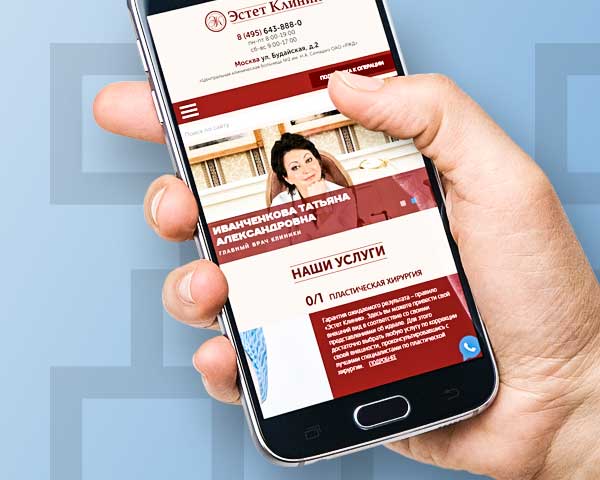 Эстет Клиник
8 (495) 643-888-0
пн-пт 8:00-19:00
сб-вс 9:00-17:00
Москва ул. Будайская, д.2
«Центральная клиническая больница №2 им. Н.А. Семашко ОАО «РЖД»
К ОПЕРАЦИИ
Поиск по сайту
ИВАНЧЕНКОВА ТАТЬЯНА
АЛЕКСАНДРОВНА
ГЛАВНЫЙ ВРАЧ КЛИНИКИ
НАШИ УСЛУГИ
0/1 ПЛАСТИЧЕСКАЯ ХИРУРГИЯ
Гарантия ожидаемого результата – правило
«Эстет Клиник». Здесь вы можете привести свой
внешний вид в соответствие со своими
представлениями об идеале. Для этого
достаточно выбрать любую услугу по коррекции
своей внешности, проконсультировавшись с
лучшими специалистами по пластической
хирургии. ПОДРОБНЕЕ